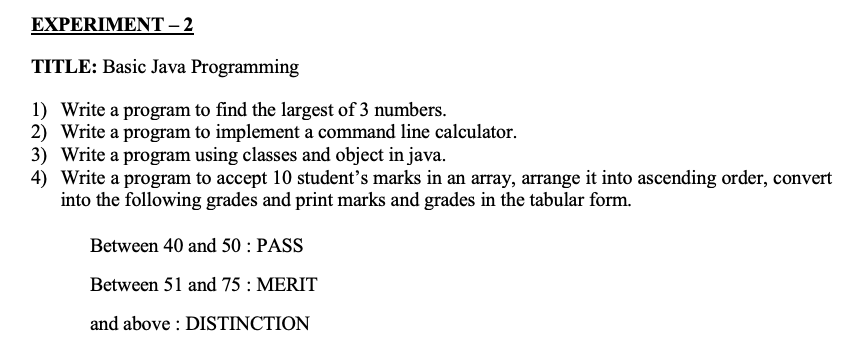 EXPERIMENT – 2
TITLE: Basic Java Programming
1) Write a program to find the largest of 3 numbers.
2) Write a program to implement a command line calculator.
3) Write a program using classes and object in java.
4) Write a program to accept 10 student’s marks in an array, arrange it into ascending order, convert
into the following grades and print marks and grades in the tabular form.
Between 40 and 50 : PASS
Between 51 and 75 : MERIT
and above : DISTINCTION